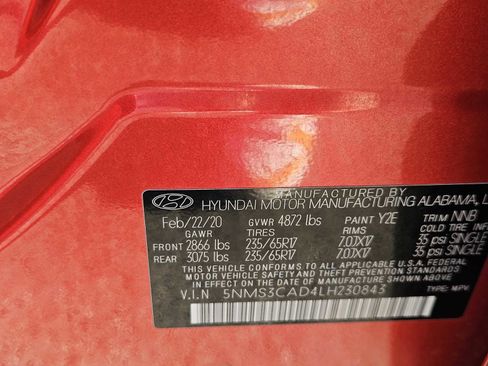 MANUFACTURED BY
HYUNDAI MOTOR MANUFACTURING ALABAMA, L
Feb/22/20 GVWR 4872 lbs PAINT Y2E TRIM NNB
GAWR TIRES RIMS COLD TIRE INFL
FRONT 2866 lbs 235/65R17 7.0JX17 35 psi SINGLE
REAR 3075 lbs 235/65R17 7.0JX17 35 psi SINGLE
THIS VEHICLE CONFORMS TO ALL APPLICABLE U.S.A. FEDERAL
MOTOR VEHICLE SAFETY AND THEFT PREVENTION STANDARDS
IN EFFECT ON THE DATE OF MANUFACTURE SHOWN ABOVE.
V.I.N 5NMS3CAD4LH230843 TYPE: MPV